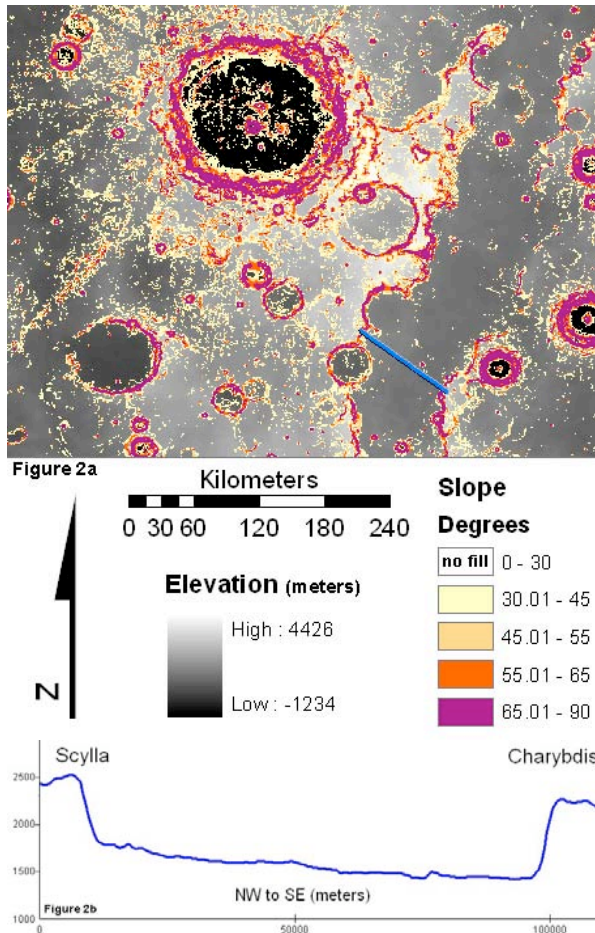 Figure 2a
Kilometers
0 30 60 120 180 240
Elevation (meters)
High : 4426
Low : -1234
N
Slope
Degrees
no fill 0 - 30
30.01 - 45
45.01 - 55
55.01 - 65
65.01 - 90
Scylla Charybdis
2500
2000
1500
1000
NW to SE (meters)
Figure 2b
0 50000 100000